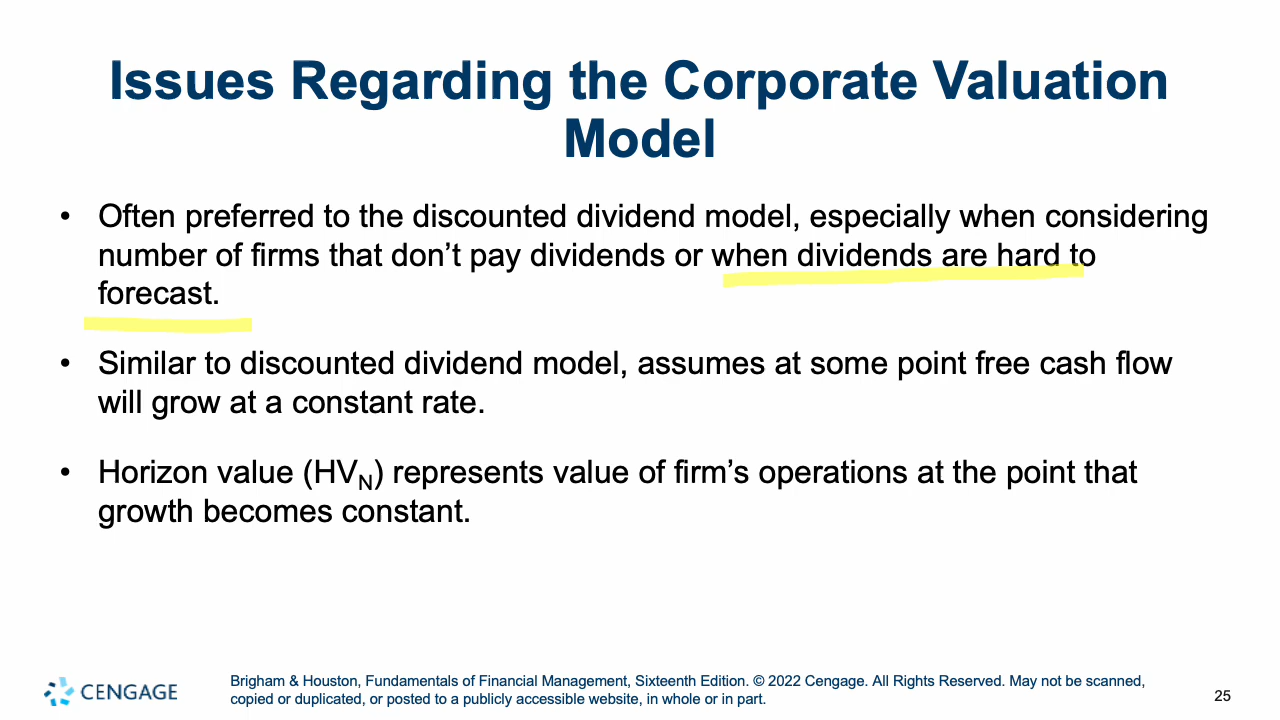 Issues Regarding the Corporate Valuation
Model
• Often preferred to the discounted dividend model, especially when considering
number of firms that don’t pay dividends or when dividends are hard to
forecast.
• Similar to discounted dividend model, assumes at some point free cash flow
will grow at a constant rate.
• Horizon value (HVN) represents value of firm’s operations at the point that
growth becomes constant.
CENGAGE
Brigham & Houston, Fundamentals of Financial Management, Sixteenth Edition. © 2022 Cengage. All Rights Reserved. May not be scanned,
copied or duplicated, or posted to a publicly accessible website, in whole or in part.
25